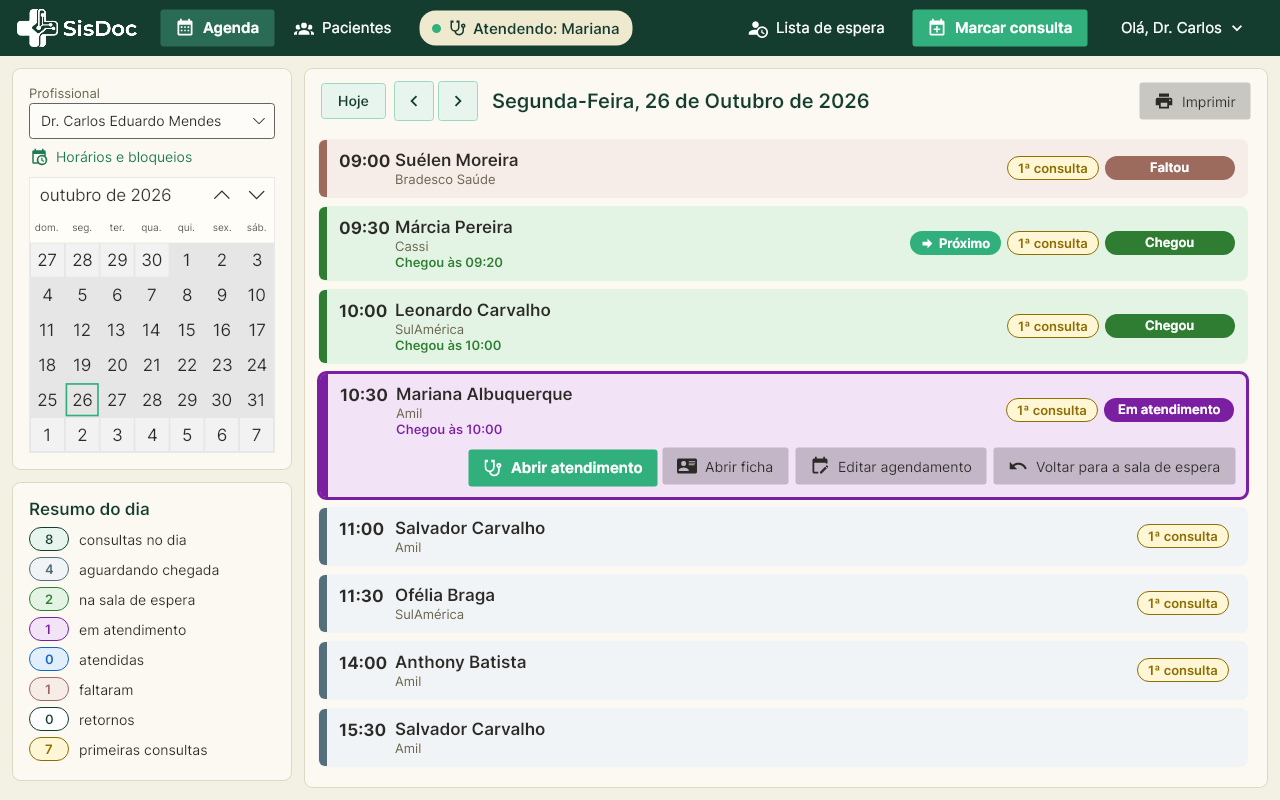 SisDoc
Agenda
Pacientes
Atendendo: Mariana
Lista de espera
Marcar consulta
Olá, Dr. Carlos
Profissional
Dr. Carlos Eduardo Mendes
Horários e bloqueios
outubro de 2026
dom. seg. ter. qua. qui. sex. sáb.
27 28 29 30 1 2 3
4 5 6 7 8 9 10
11 12 13 14 15 16 17
18 19 20 21 22 23 24
25 26 27 28 29 30 31
1 2 3 4 5 6 7
Resumo do dia
8 consultas no dia
4 aguardando chegada
2 na sala de espera
1 em atendimento
0 atendidas
1 faltaram
0 retornos
7 primeiras consultas
Hoje
Segunda-Feira, 26 de Outubro de 2026
Imprimir
09:00 Suélen Moreira
Bradesco Saúde
1ª consulta
Faltou
09:30 Márcia Pereira
Cassi
Chegou às 09:20
Próximo
1ª consulta
Chegou
10:00 Leonardo Carvalho
SulAmérica
Chegou às 10:00
1ª consulta
Chegou
10:30 Mariana Albuquerque
Amil
Chegou às 10:00
1ª consulta
Em atendimento
Abrir atendimento
Abrir ficha
Editar agendamento
Voltar para a sala de espera
11:00 Salvador Carvalho
Amil
1ª consulta
11:30 Ofélia Braga
SulAmérica
1ª consulta
14:00 Anthony Batista
Amil
1ª consulta
15:30 Salvador Carvalho
Amil